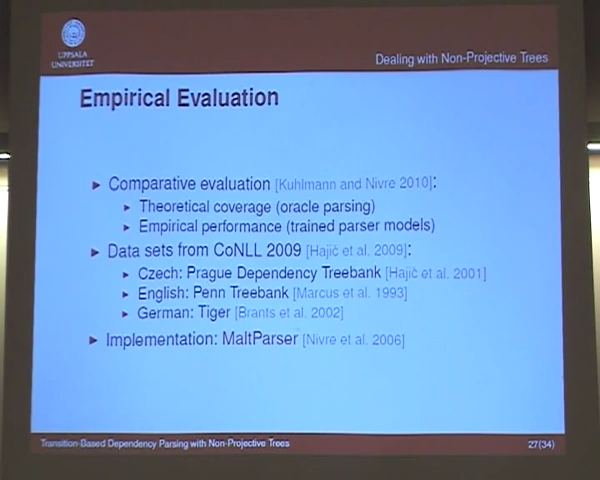 UPPSALA
UNIVERSITET
Dealing with Non-Projective Trees
Empirical Evaluation
Comparative evaluation [Kuhlmann and Nivre 2010]:
Theoretical coverage (oracle parsing)
Empirical performance (trained parser models)
Data sets from CoNLL 2009 [Hajič et al. 2009]:
Czech: Prague Dependency Treebank [Hajič et al. 2001]
English: Penn Treebank [Marcus et al. 1993]
German: Tiger [Brants et al. 2002]
Implementation: MaltParser [Nivre et al. 2006]
Transition-Based Dependency Parsing with Non-Projective Trees
27(34)